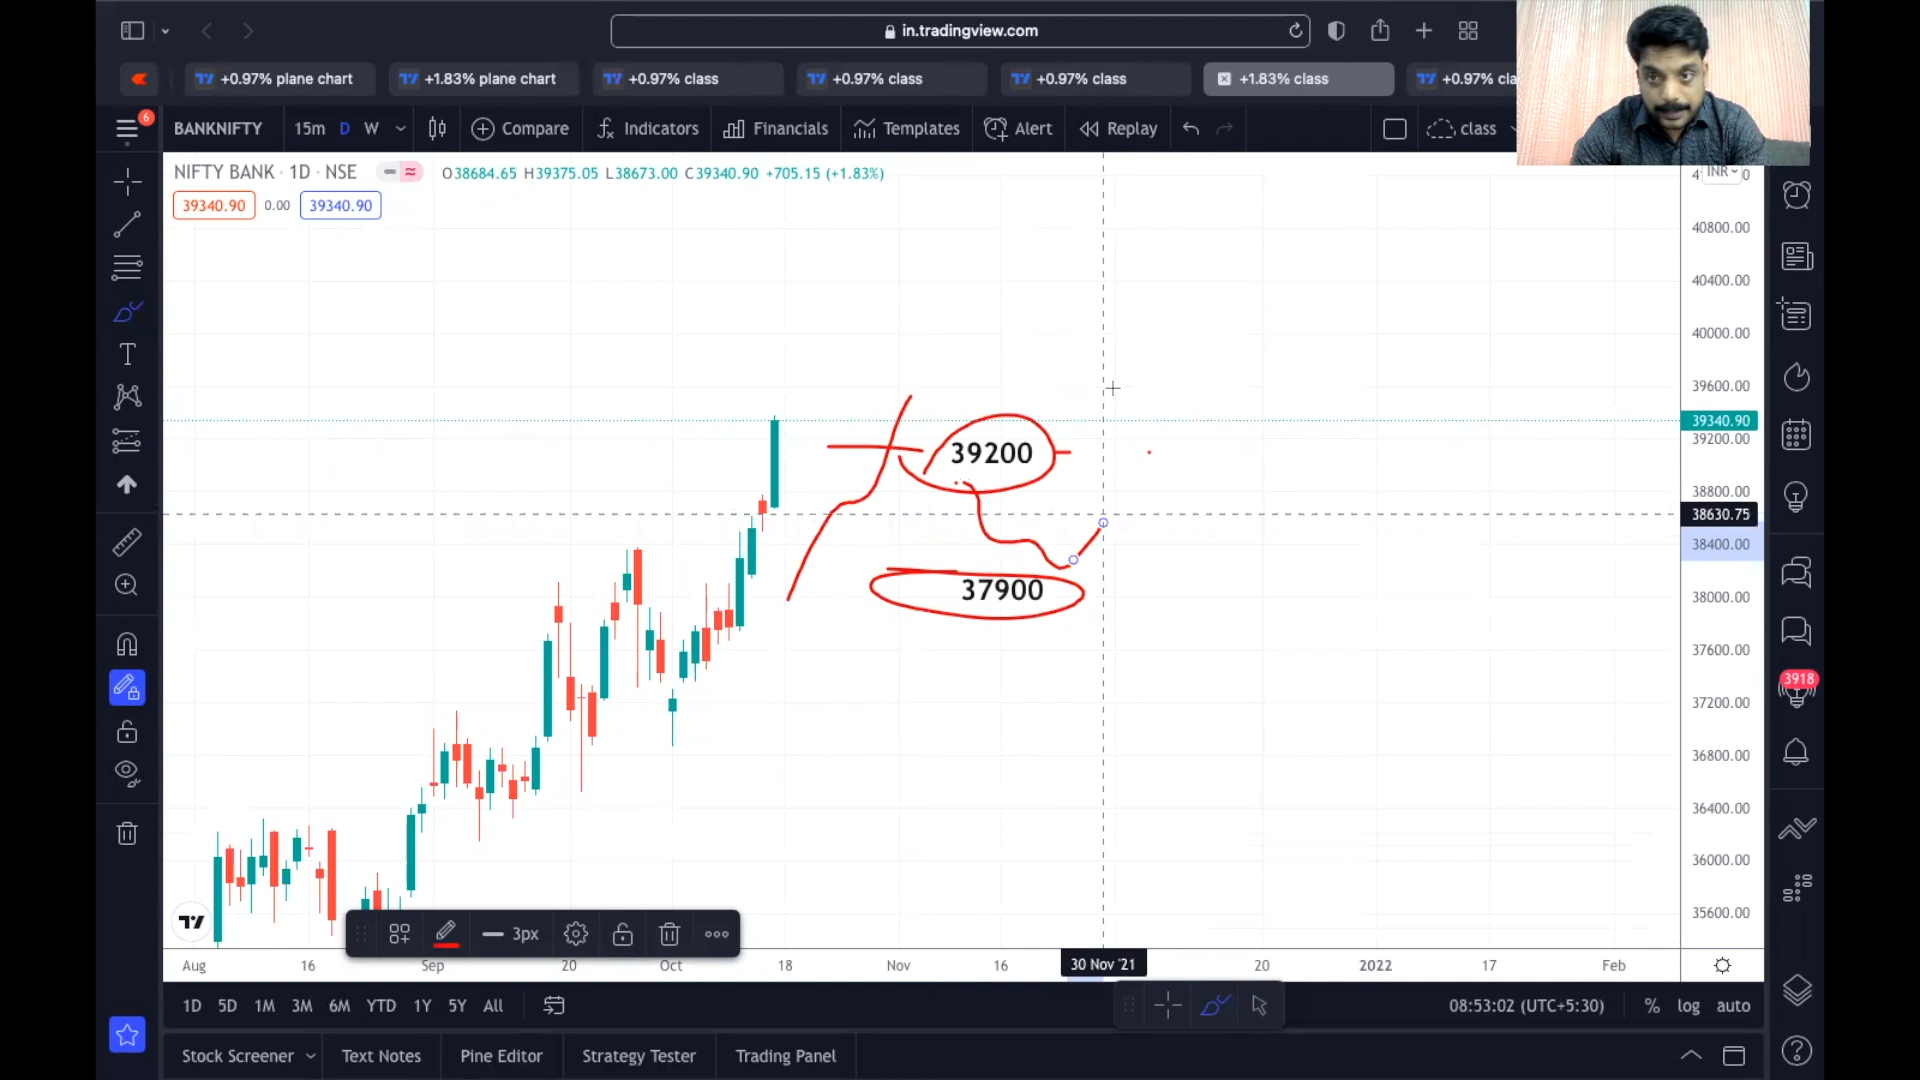 in.tradingview.com
+0.97% plane chart
+1.83% plane chart
+0.97% class
+0.97% class
+0.97% class
+1.83% class
+0.97% cla
6
BANKNIFTY
15m
D
W
Compare
Indicators
Financials
Templates
Alert
Replay
class
NIFTY BANK · 1D · NSE
O38684.65 H39375.05 L38673.00 C39340.90 +705.15 (+1.83%)
39340.90
0.00
39340.90
INR
40800.00
40400.00
40000.00
39600.00
39340.90
39200.00
38800.00
38630.75
38400.00
38000.00
37600.00
37200.00
36800.00
36400.00
36000.00
35600.00
39200
37900
3918
3px
Aug
16
Sep
20
Oct
18
Nov
16
30 Nov '21
20
2022
17
Feb
1D
5D
1M
3M
6M
YTD
1Y
5Y
All
08:53:02 (UTC+5:30)
%
log
auto
Stock Screener
Text Notes
Pine Editor
Strategy Tester
Trading Panel